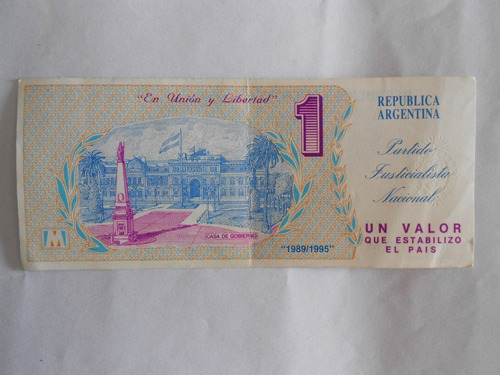 "En Unión y Libertad"
1
REPUBLICA
ARGENTINA
Partido
Justicialista
Nacional
UN VALOR
QUE ESTABILIZO
EL PAIS
CASA DE GOBIERNO
"1989/1995"
M